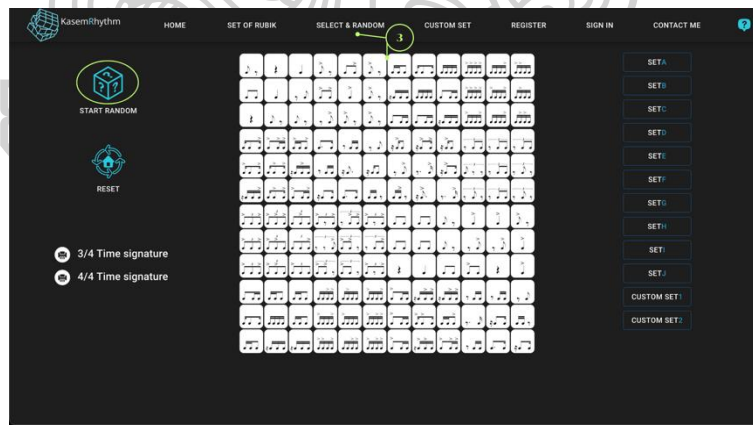 KasemRhythm HOME SET OF RUBIK SELECT & RANDOM CUSTOM SET REGISTER SIGN IN CONTACT ME ?
3
? ? ?
START RANDOM
RESET
3/4 Time signature
4/4 Time signature
SETA
SETB
SETC
SETD
SETE
SETF
SETG
SETH
SETI
SETJ
CUSTOM SET1
CUSTOM SET2